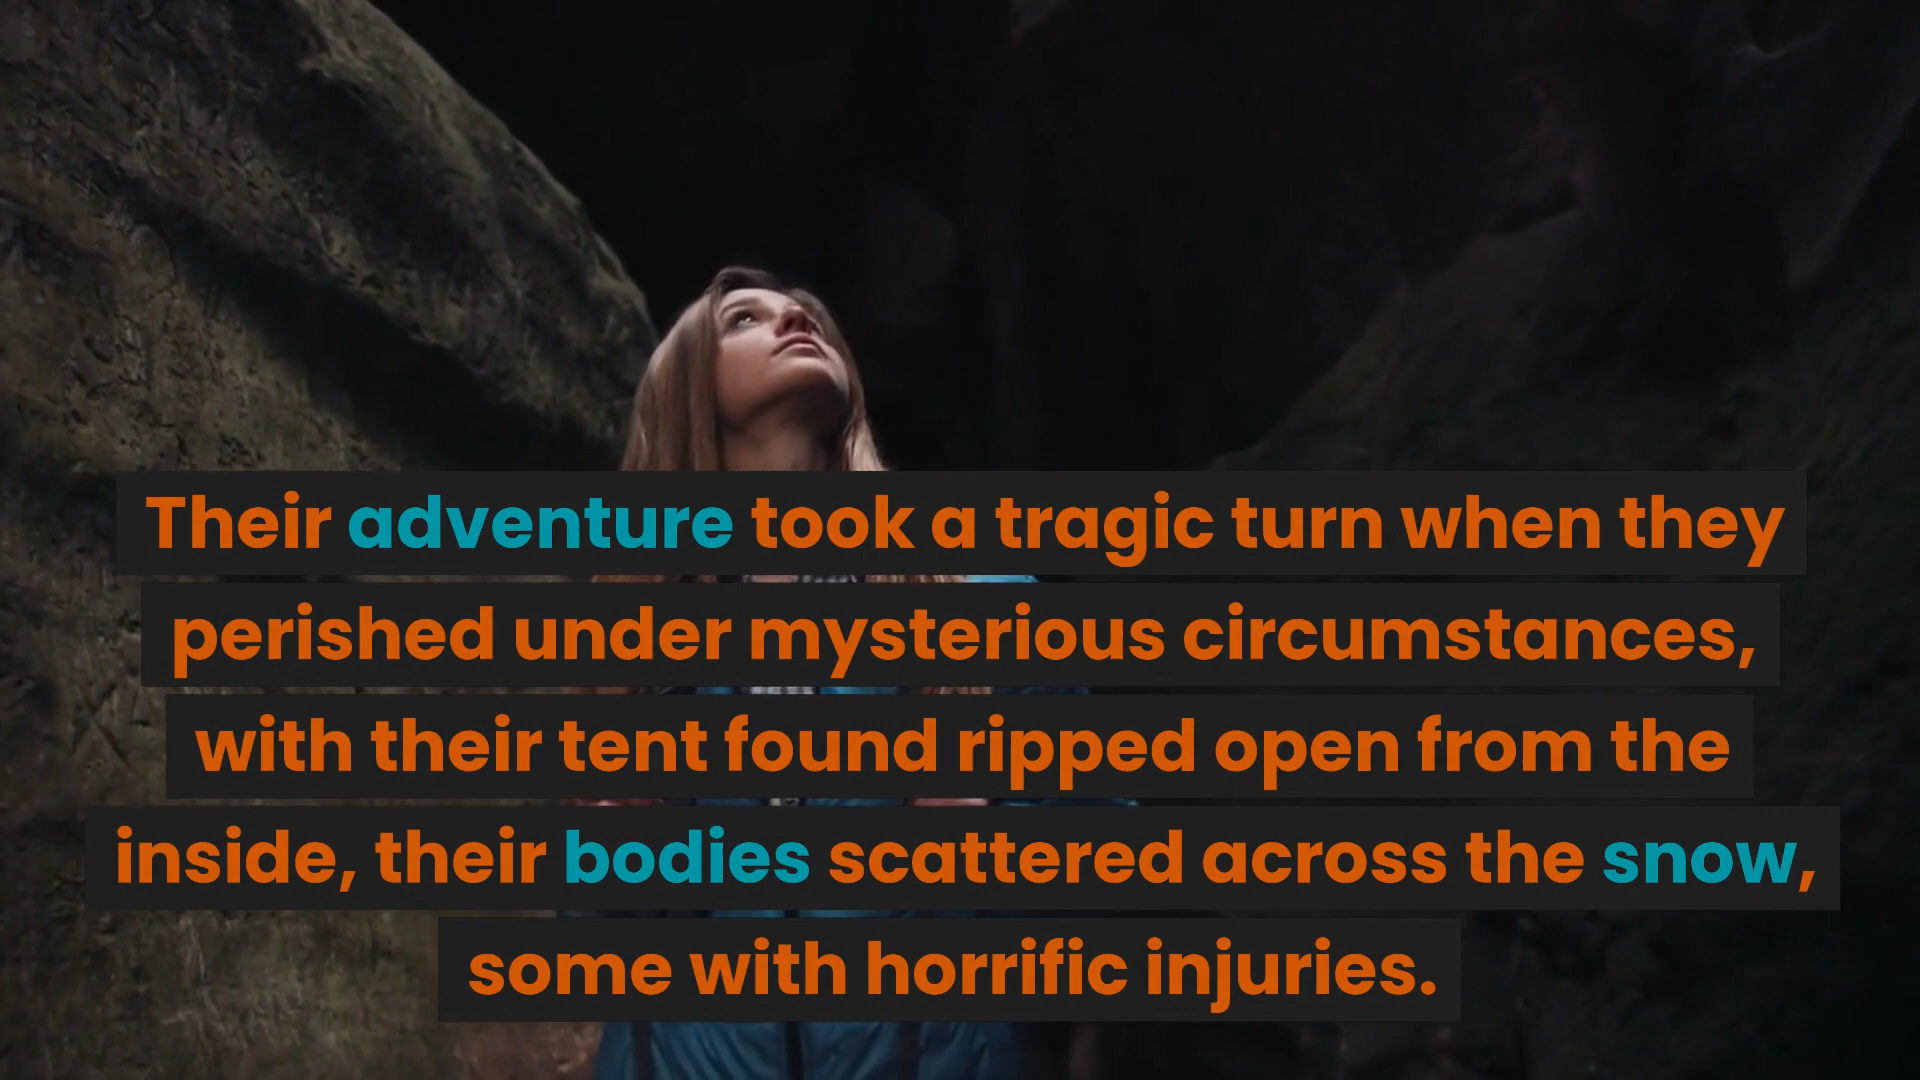 Their adventure took a tragic turn when they
perished under mysterious circumstances,
with their tent found ripped open from the
inside, their bodies scattered across the snow,
some with horrific injuries.